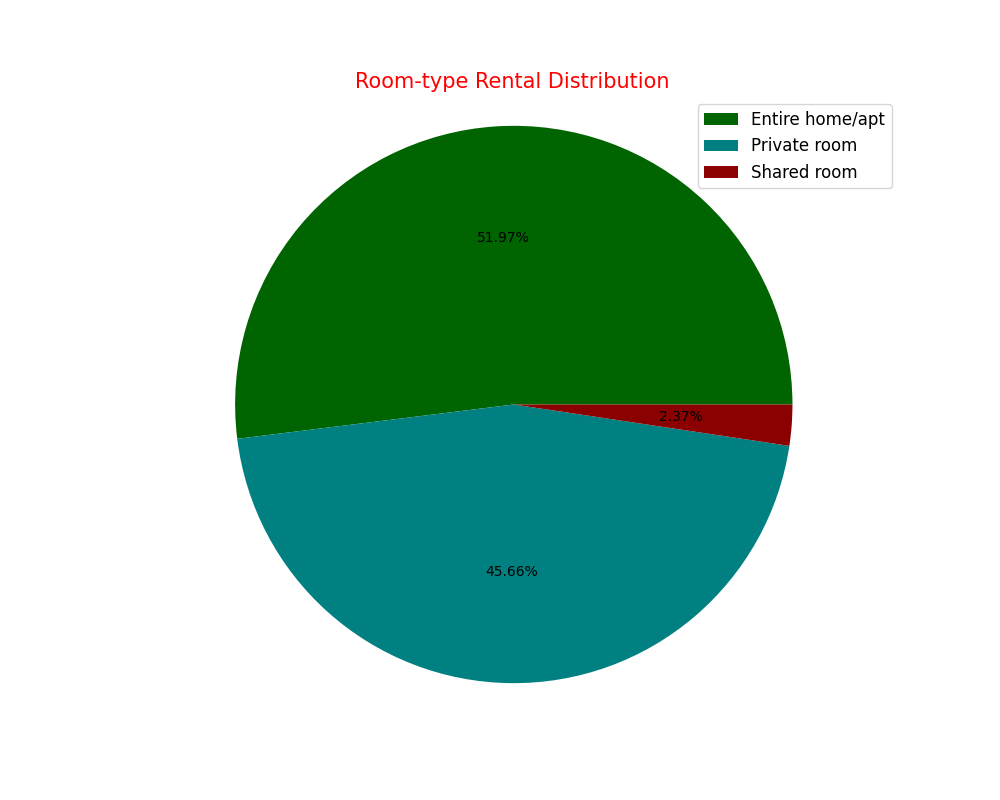 Room-type Rental Distribution
Entire home/apt
Private room
Shared room
51.97%
2.37%
45.66%